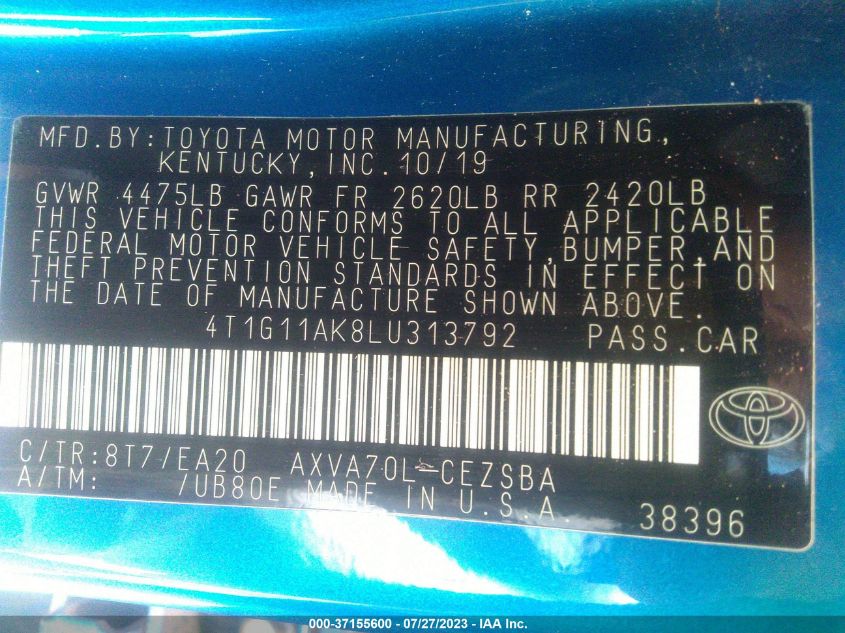 MFD.BY:TOYOTA MOTOR MANUFACTURING,
KENTUCKY,INC.10/19
GVWR 4475LB GAWR FR 2620LB RR 2420LB
THIS VEHICLE CONFORMS TO ALL APPLICABLE
FEDERAL MOTOR VEHICLE SAFETY,BUMPER,AND
THEFT PREVENTION STANDARDS IN EFFECT ON
THE DATE OF MANUFACTURE SHOWN ABOVE.
4T1G11AK8LU313792 PASS.CAR
C/TR:8T7/EA20 AXVA70L-CEZSBA
A/TM: /UB80E MADE IN U.S.A. 38396
000-37155600 - 07/27/2023 - IAA Inc.